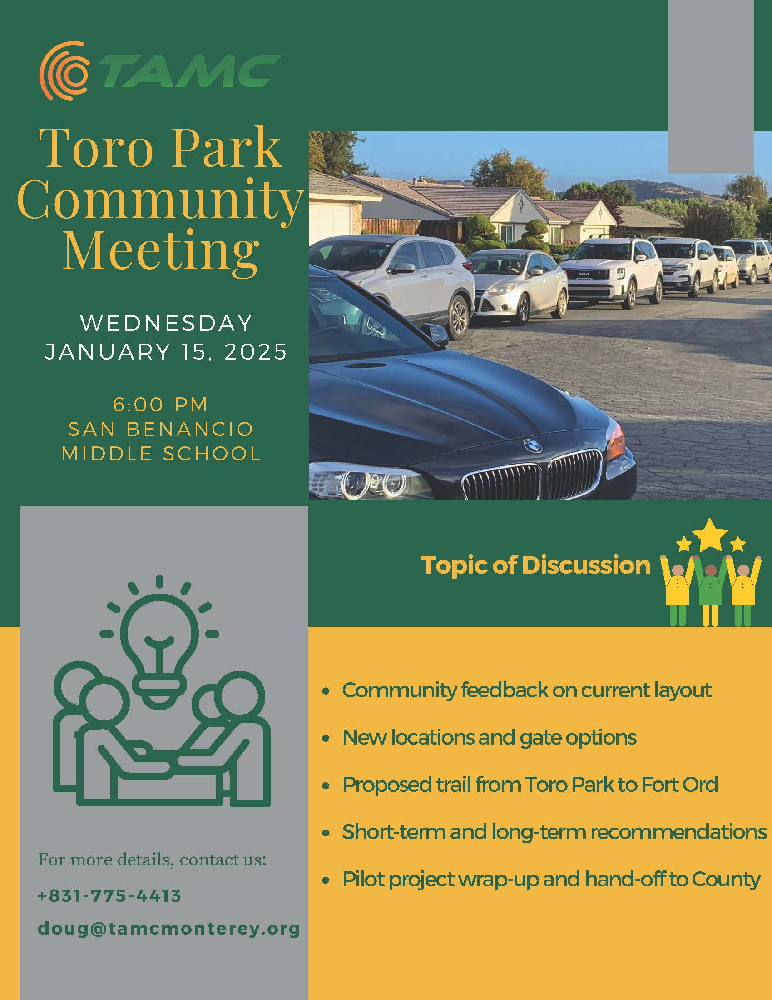 TAMC
Toro Park
Community
Meeting
WEDNESDAY
JANUARY 15, 2025
6:00 PM
SAN BENANCIO
MIDDLE SCHOOL
KIA
Topic of Discussion
• Community feedback on current layout
• New locations and gate options
• Proposed trail from Toro Park to Fort Ord
• Short-term and long-term recommendations
• Pilot project wrap-up and hand-off to County
For more details, contact us:
+831-775-4413
doug@tamcmonterey.org